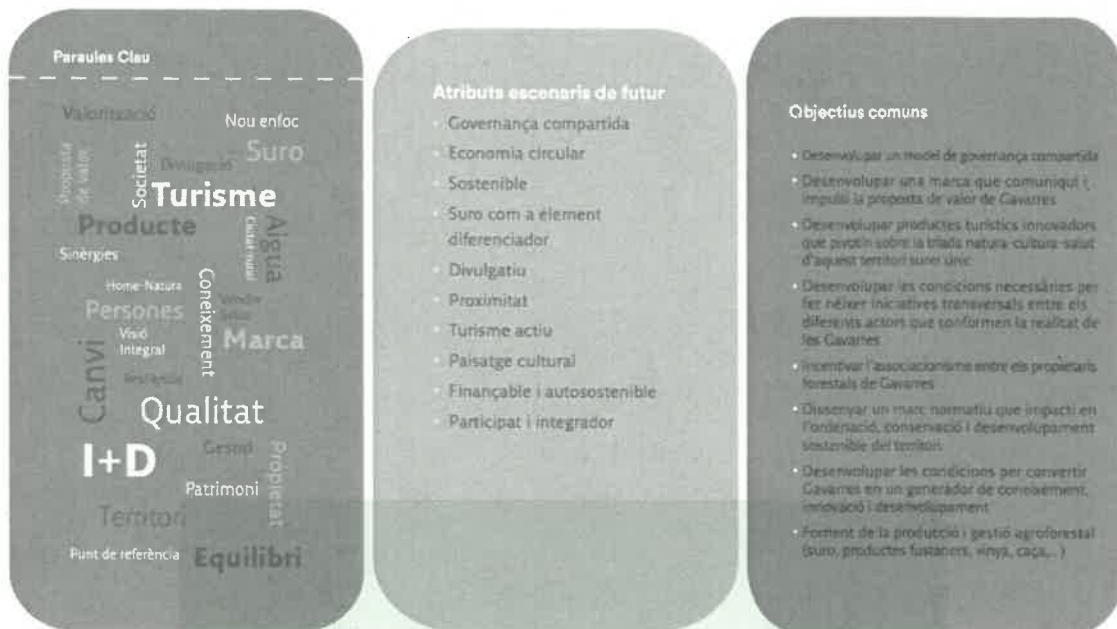 Paraules Clau
Valorització
Nou enfoc
Proposta
de valor
Societat
Divulgació
Suro
Turisme
Producte
Aigua
Sinèrgies
Home-Natura
Coneixement
Persones
Visió
Integral
Marca
Canvi
Resiliència
Qualitat
I+D
Gestió
Propietat
Patrimoni
Territori
Punt de referència
Equilibri
Atributs escenaris de futur
• Governança compartida
• Economia circular
• Sostenible
• Suro com a element
diferenciador
• Divulgatiu
• Proximitat
• Turisme actiu
• Paisatge cultural
• Finançable i autosostenible
• Participat i integrador
Objectius comuns
• Desenvolupar un model de governança compartida
• Desenvolupar una marca que comuniqui i
impulsi la proposta de valor de Gavarres
• Desenvolupar productes turístics innovadors
que pivotin sobre la tríada natura-cultura-salut
d'aquest territori surer únic
• Desenvolupar les condicions necessàries per
fer néixer iniciatives transversals entre els
diferents actors que conformen la realitat de
les Gavarres
• Incentivar l'associacionisme entre els propietaris
forestals de Gavarres
• Dissenyar un marc normatiu que impacti en
l'ordenació, conservació i desenvolupament
sostenible del territori
• Desenvolupar les condicions per convertir
Gavarres en un generador de coneixement,
innovació i desenvolupament
• Foment de la producció i gestió agroforestal
(suro, productes fustaners, vinya, caça,...)